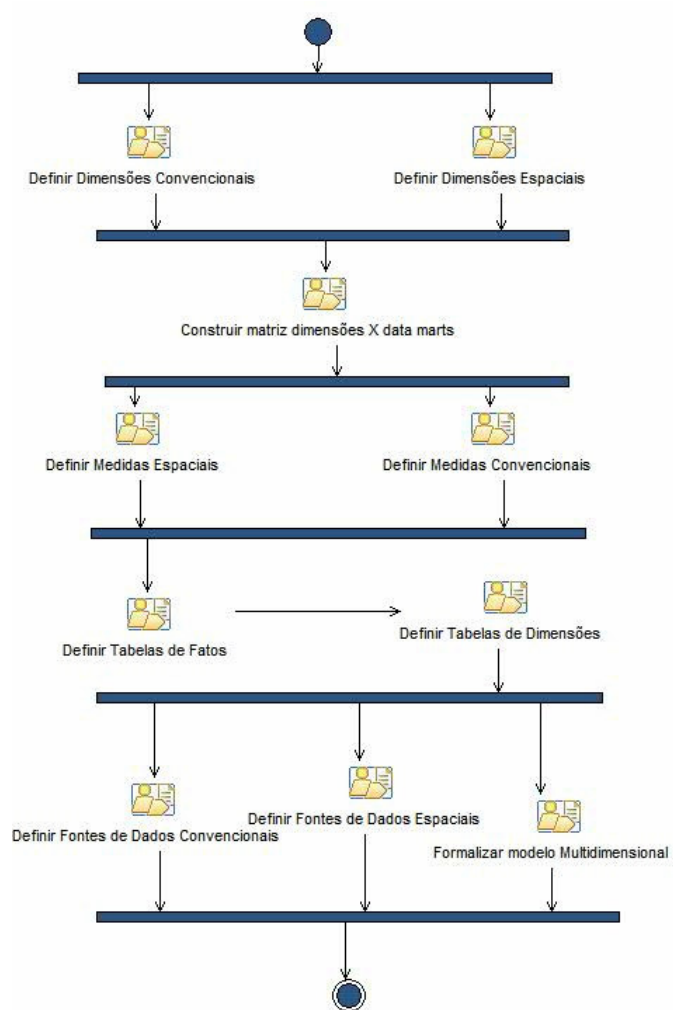 Definir Dimensões Convencionais
Definir Dimensões Espaciais
Construir matriz dimensões X data marts
Definir Medidas Espaciais
Definir Medidas Convencionais
Definir Tabelas de Fatos
Definir Tabelas de Dimensões
Definir Fontes de Dados Convencionais
Definir Fontes de Dados Espaciais
Formalizar modelo Multidimensional